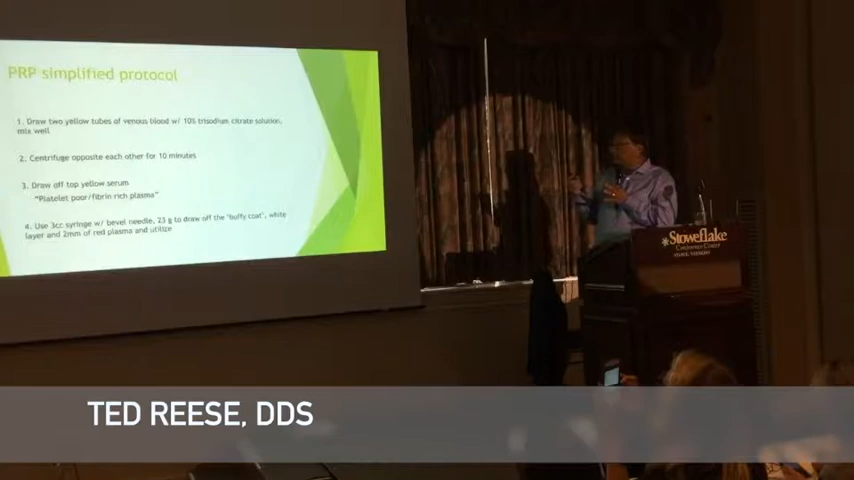 PRP simplified protocol
1. Draw two yellow tubes of venous blood w/ 10% trisodium citrate solution,
mix well
2. Centrifuge opposite each other for 10 minutes
3. Draw off top yellow serum
"Platelet poor/fibrin rich plasma"
4. Use 3cc syringe w/ bevel needle, 23 g to draw off the "buffy coat", white
layer and 2mm of red plasma and utilize
Stoweflake
TED REESE, DDS